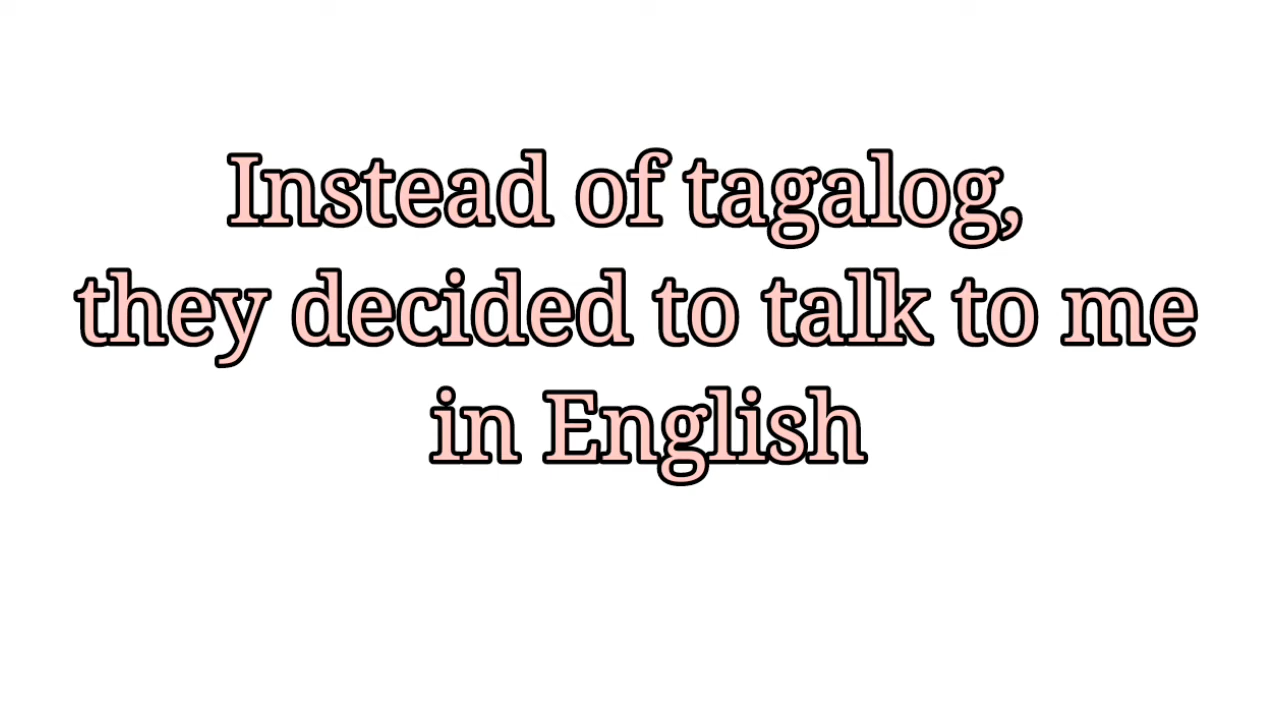 Instead of tagalog,
they decided to talk to me
in English